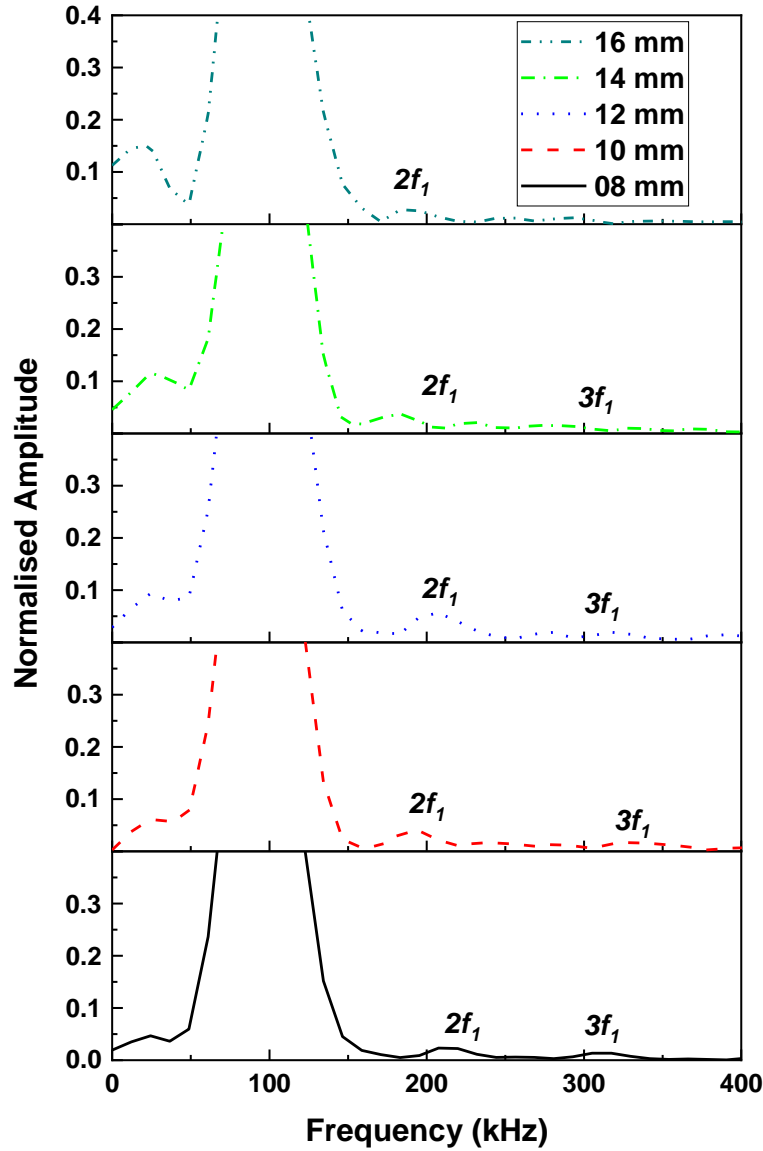 0.4
0.3
0.2
0.1
16 mm
14 mm
12 mm
10 mm
08 mm
2f1
0.3
0.2
0.1
2f1
3f1
0.3
0.2
0.1
2f1
3f1
0.3
0.2
0.1
2f1
3f1
0.3
0.2
0.1
0.0
2f1
3f1
0
100
200
300
400
Normalised Amplitude
Frequency (kHz)